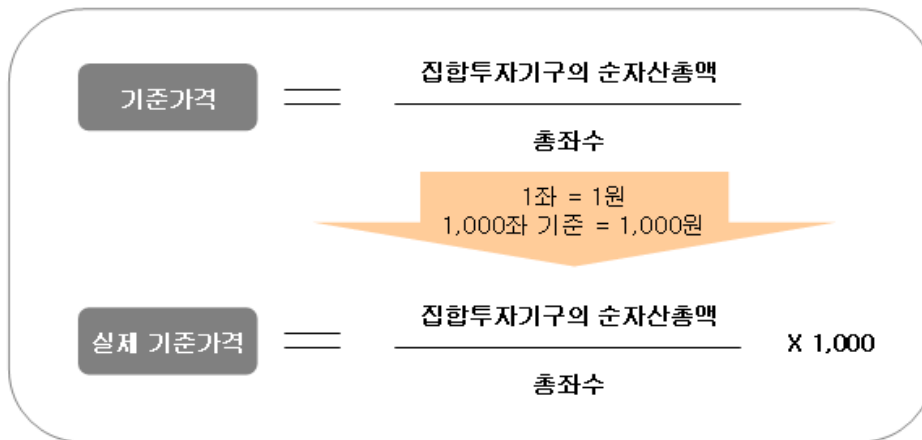 집합투자기구의 순자산총액
기준가격
총좌수
1좌 = 1원
1,000좌 기준 = 1,000원
집합투자기구의 순자산총액
실제 기준가격
X 1,000
총좌수